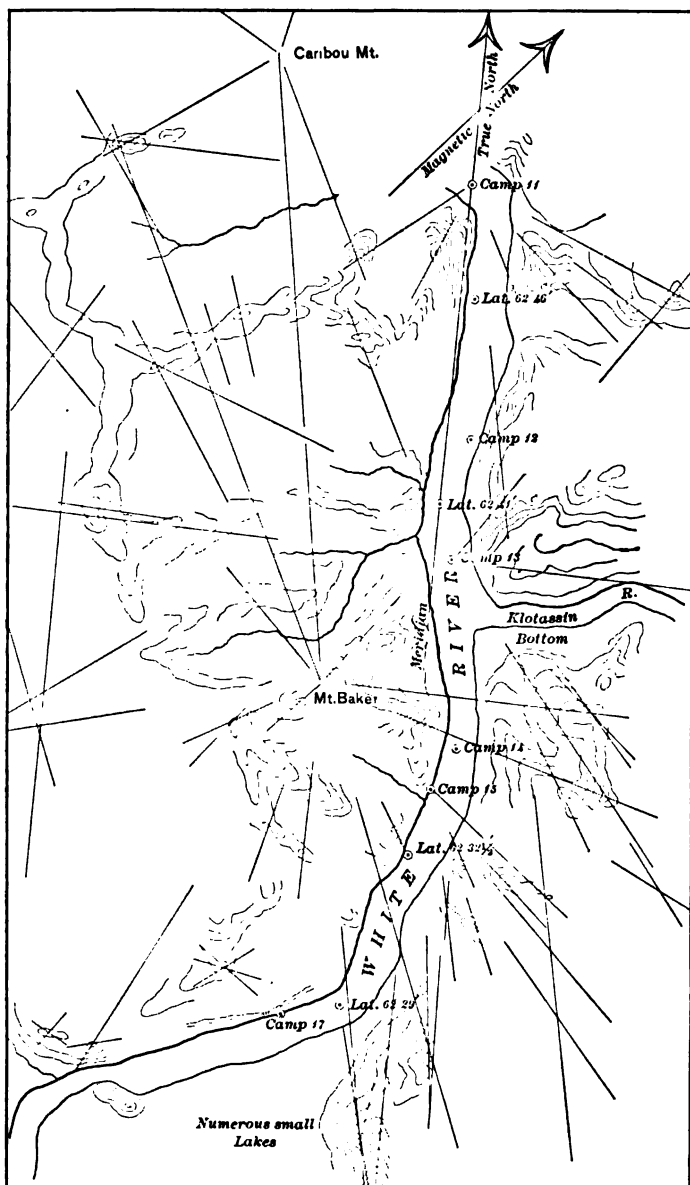 Caribou Mt.
Magnetic North
True North
Camp 11
Lat. 62 46
Camp 12
Lat. 62 41'
mp 13
R.
Klotassin
Bottom
Meridian
RIVER
Mt. Baker
Camp 14
Camp 15
Lat. 62 32½'
WHITE
Lat. 62 29'
Camp 17
Numerous small
Lakes